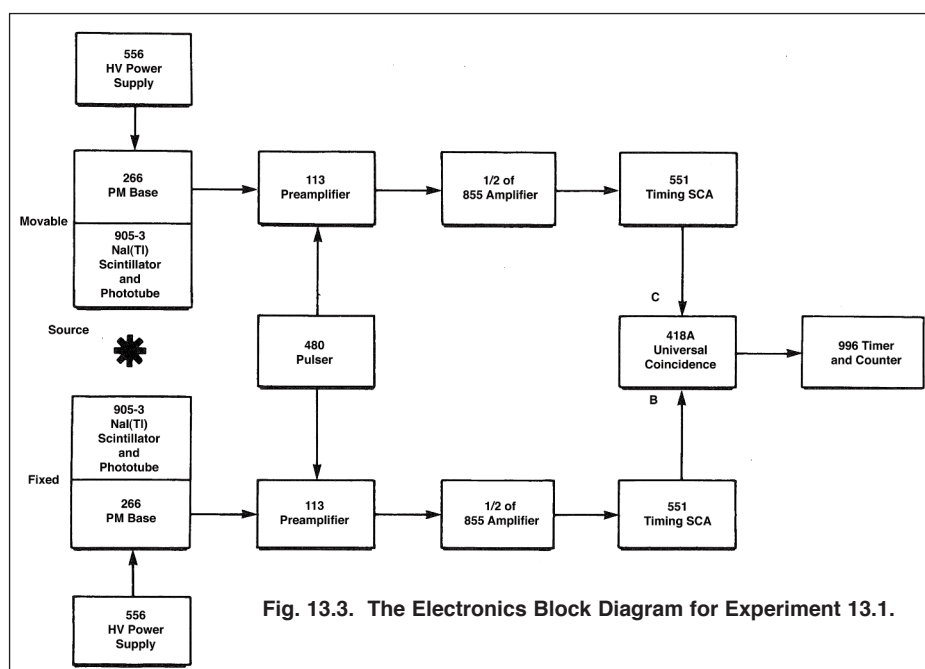 556
HV Power
Supply
266
PM Base
Movable
905-3
NaI(Tl)
Scintillator
and
Phototube
113
Preamplifier
1/2 of
855 Amplifier
551
Timing SCA
C
Source
480
Pulser
418A
Universal
Coincidence
996 Timer
and Counter
B
905-3
NaI(Tl)
Scintillator
and
Phototube
Fixed
266
PM Base
113
Preamplifier
1/2 of
855 Amplifier
551
Timing SCA
556
HV Power
Supply
Fig. 13.3. The Electronics Block Diagram for Experiment 13.1.